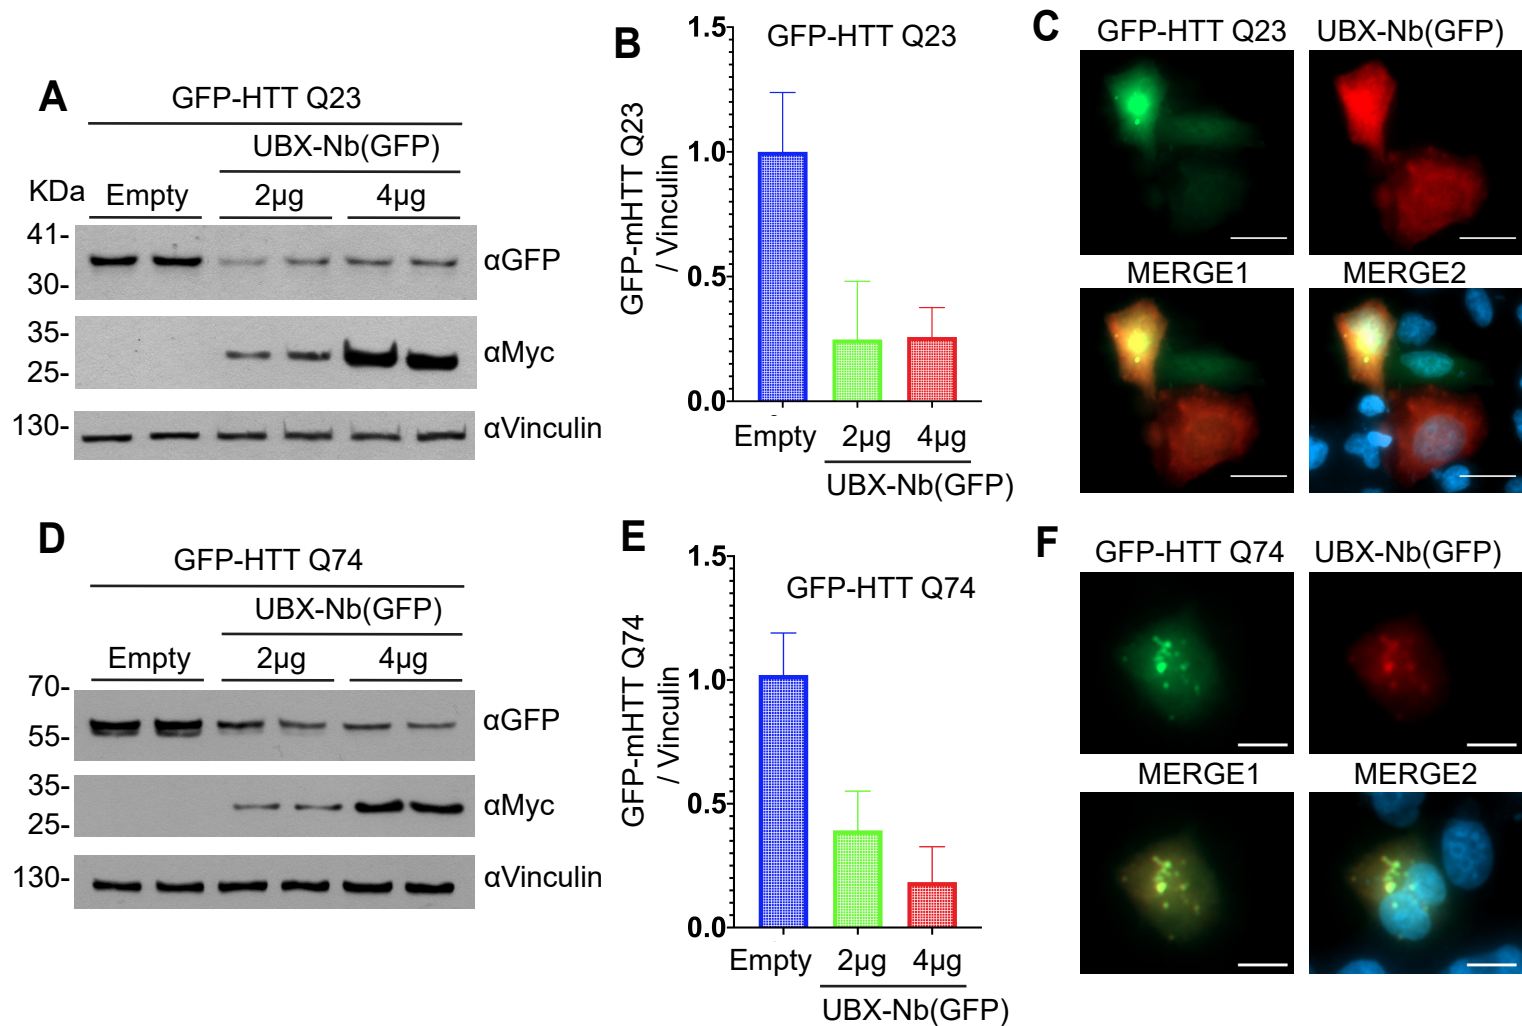 A
GFP-HTT Q23
UBX-Nb(GFP)
KDa
Empty
2µg
4µg
41-
30-
αGFP
35-
25-
αMyc
130-
αVinculin
B
GFP-HTT Q23
GFP-mHTT Q23
/ Vinculin
1.5
1.0
0.5
0.0
Empty
2µg
4µg
UBX-Nb(GFP)
C
GFP-HTT Q23
UBX-Nb(GFP)
MERGE1
MERGE2
D
GFP-HTT Q74
UBX-Nb(GFP)
Empty
2µg
4µg
70-
55-
αGFP
35-
25-
αMyc
130-
αVinculin
E
GFP-HTT Q74
GFP-mHTT Q74
/ Vinculin
1.5
1.0
0.5
0.0
Empty
2µg
4µg
UBX-Nb(GFP)
F
GFP-HTT Q74
UBX-Nb(GFP)
MERGE1
MERGE2